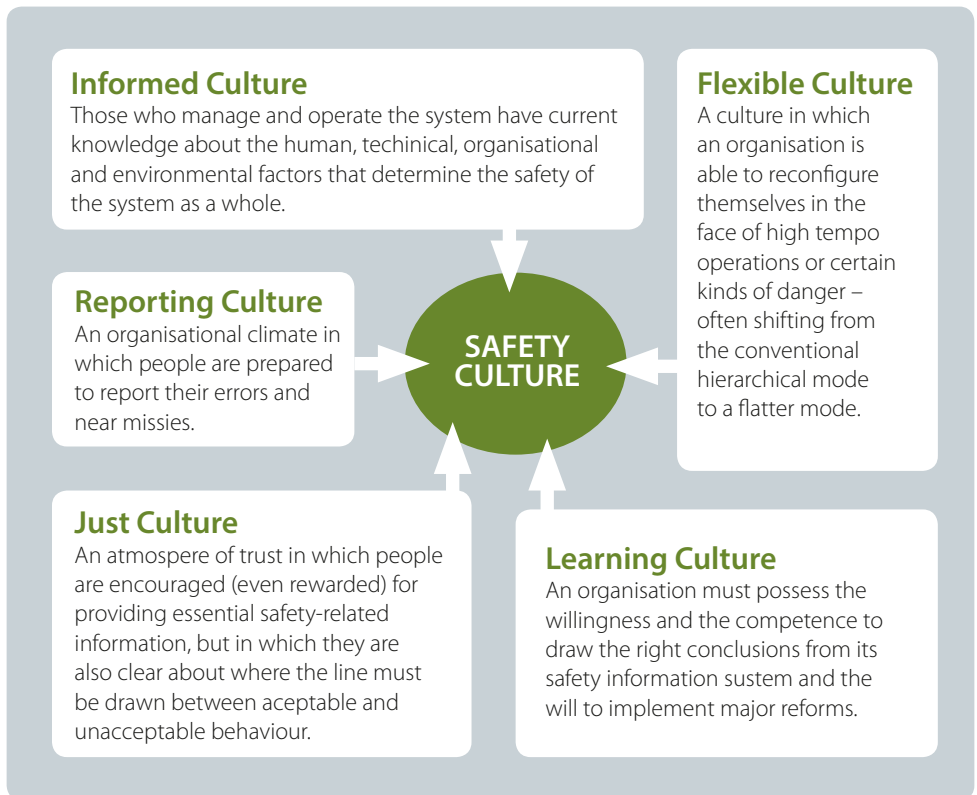 Informed Culture
Those who manage and operate the system have current
knowledge about the human, techinical, organisational
and environmental factors that determine the safety of
the system as a whole.
Flexible Culture
A culture in which
an organisation is
able to reconfigure
themselves in the
face of high tempo
operations or certain
kinds of danger –
often shifting from
the conventional
hierarchical mode
to a flatter mode.
Reporting Culture
An organisational climate in
which people are prepared
to report their errors and
near missies.
SAFETY
CULTURE
Just Culture
An atmospere of trust in which people
are encouraged (even rewarded) for
providing essential safety-related
information, but in which they are
also clear about where the line must
be drawn between aceptable and
unacceptable behaviour.
Learning Culture
An organisation must possess the
willingness and the competence to
draw the right conclusions from its
safety information sustem and the
will to implement major reforms.